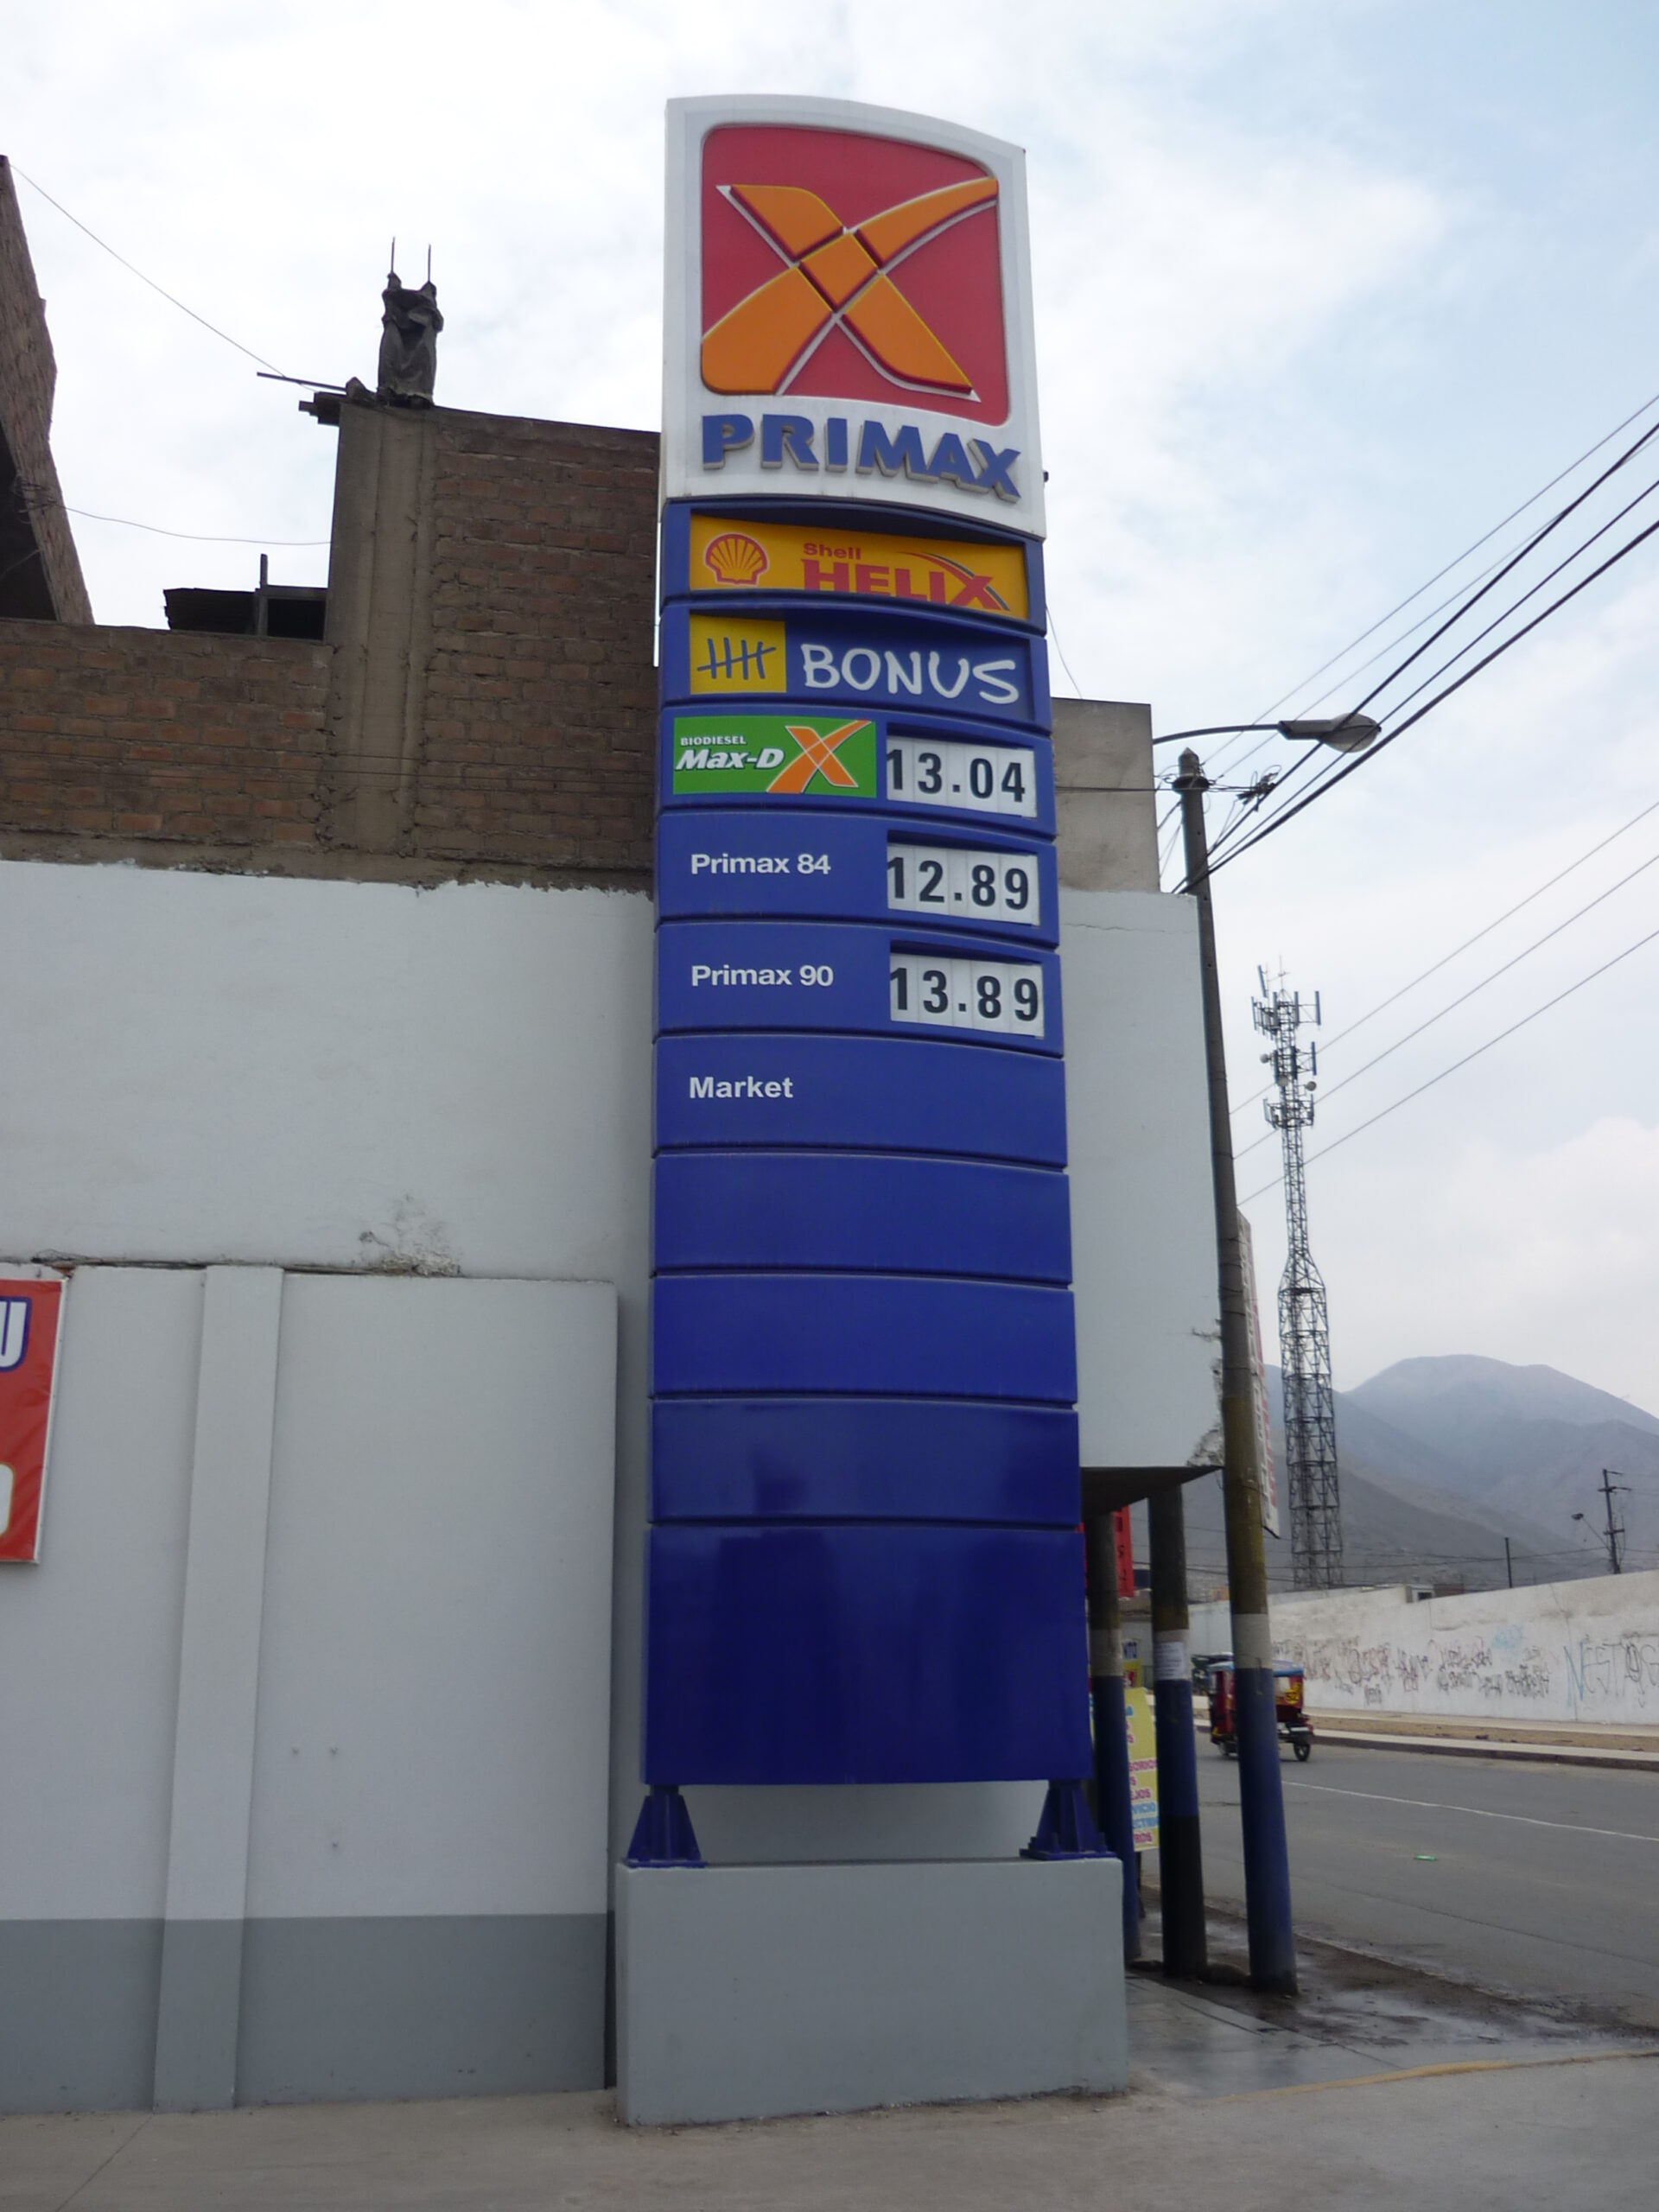 PRIMAX
Shell
HELIX
BONUS
BIODIESEL
Max-D
13.04
Primax 84
12.89
Primax 90
13.89
Market